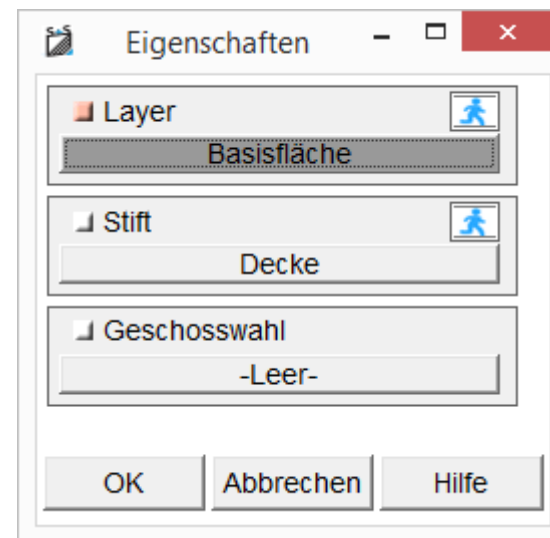 Eigenschaften
Layer
Basisfläche
Stift
Decke
Geschosswahl
-Leer-
OK Abbrechen Hilfe